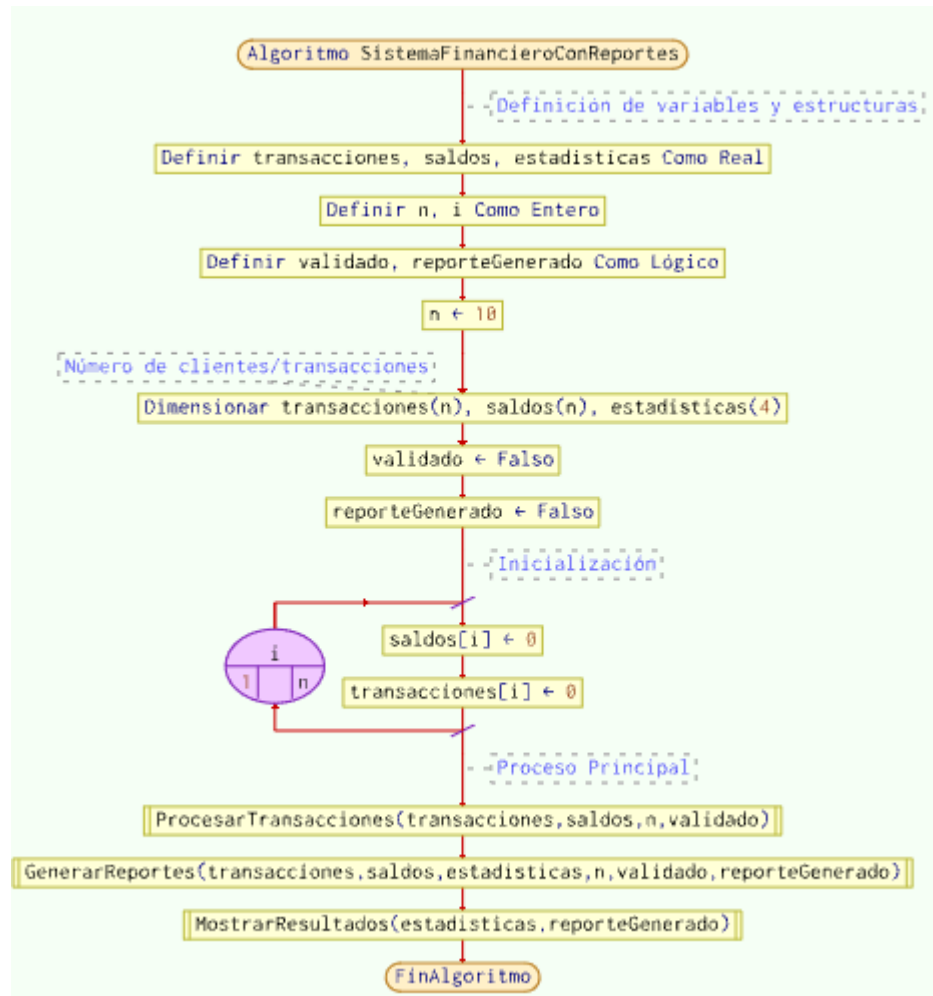 Algoritmo SistemaFinancieroConReportes
Definición de variables y estructuras
Definir transacciones, saldos, estadisticas Como Real
Definir n, i Como Entero
Definir validado, reporteGenerado Como Lógico
n ← 10
Número de clientes/transacciones
Dimensionar transacciones(n), saldos(n), estadisticas(4)
validado ← Falso
reporteGenerado ← Falso
Inicialización
saldos[i] ← 0
i
1 n
transacciones[i] ← 0
Proceso Principal
ProcesarTransacciones(transacciones,saldos,n,validado)
GenerarReportes(transacciones,saldos,estadisticas,n,validado,reporteGenerado)
MostrarResultados(estadisticas,reporteGenerado)
FinAlgoritmo